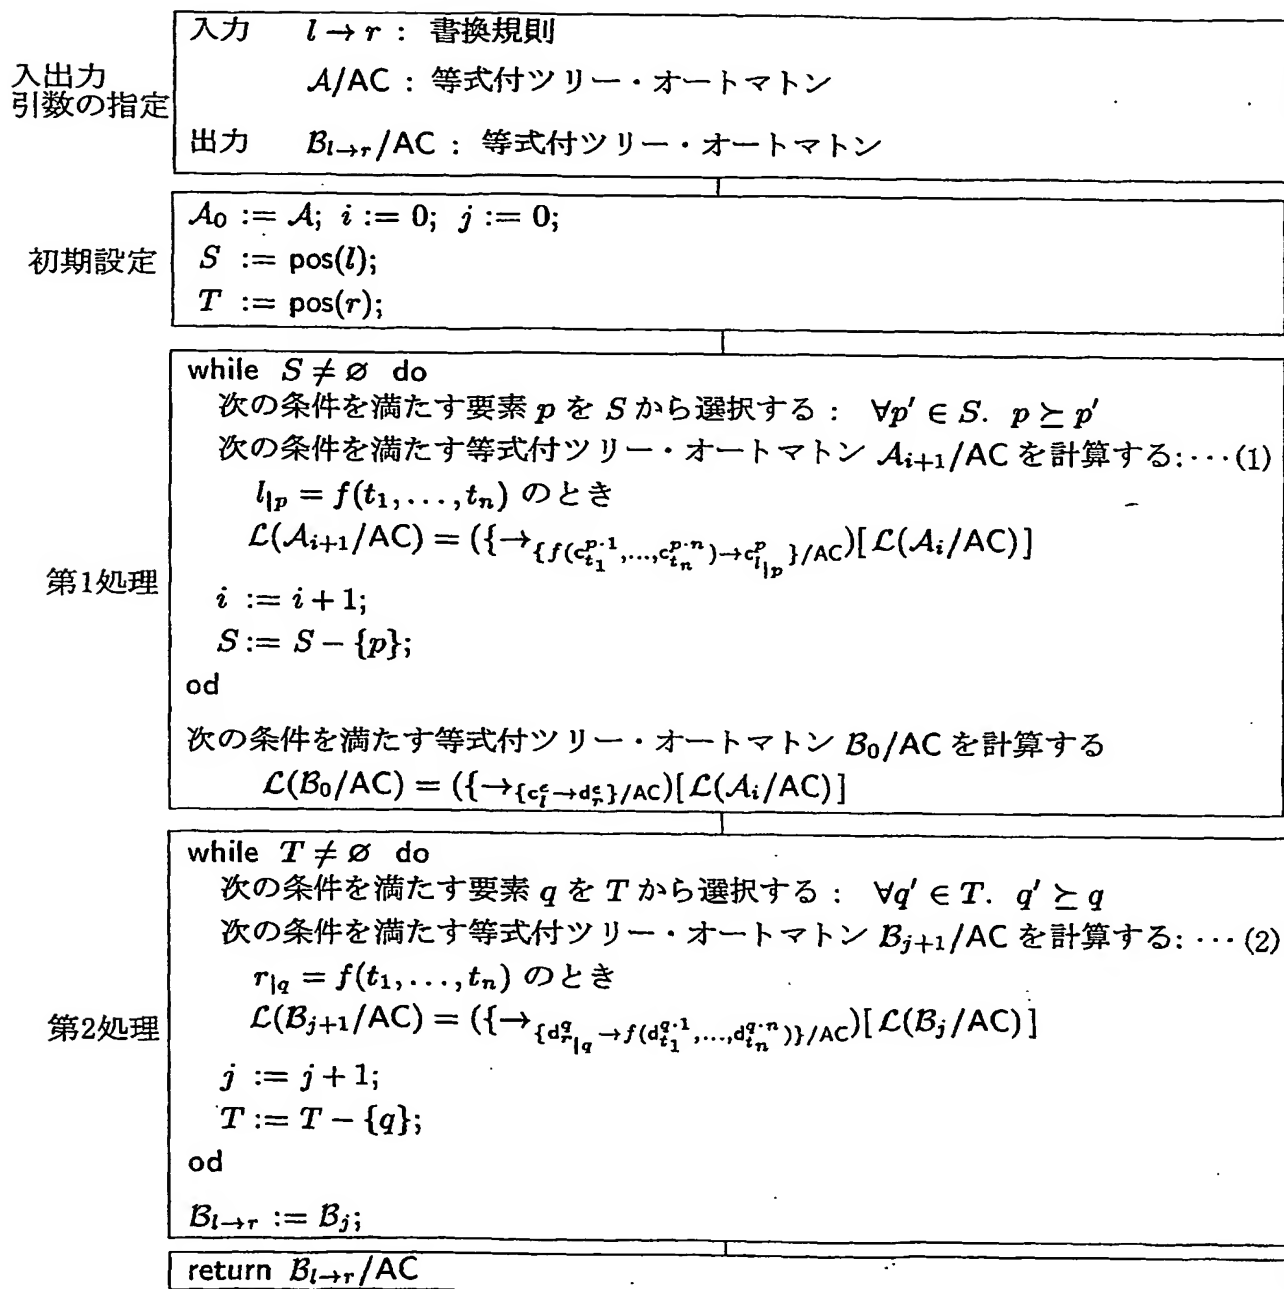 入出力
引数の指定
入力 l → r : 書換規則
𝒜/AC : 等式付ツリー・オートマトン
出力 ℬ_{l→r}/AC : 等式付ツリー・オートマトン
初期設定
𝒜_0 := 𝒜; i := 0; j := 0;
S := pos(l);
T := pos(r);
第1処理
while S ≠ ∅ do
次の条件を満たす要素 p を S から選択する : ∀p′ ∈ S. p ⪰ p′
次の条件を満たす等式付ツリー・オートマトン 𝒜_{i+1}/AC を計算する:⋯(1)
l_{|p} = f(t_1, …, t_n) のとき
ℒ(𝒜_{i+1}/AC) = ({→_{{f(c^{p·1}_{t_1},…,c^{p·n}_{t_n})→c^p_{l_{|p}}}/AC})[ℒ(𝒜_i/AC)]
i := i + 1;
S := S − {p};
od
次の条件を満たす等式付ツリー・オートマトン ℬ_0/AC を計算する
ℒ(ℬ_0/AC) = ({→_{{c^ε_l→d^ε_r}/AC})[ℒ(𝒜_i/AC)]
第2処理
while T ≠ ∅ do
次の条件を満たす要素 q を T から選択する : ∀q′ ∈ T. q′ ⪰ q
次の条件を満たす等式付ツリー・オートマトン ℬ_{j+1}/AC を計算する:⋯(2)
r_{|q} = f(t_1, …, t_n) のとき
ℒ(ℬ_{j+1}/AC) = ({→_{{d^q_{r_{|q}}→f(d^{q·1}_{t_1},…,d^{q·n}_{t_n})}/AC})[ℒ(ℬ_j/AC)]
j := j + 1;
T := T − {q};
od
ℬ_{l→r} := ℬ_j;
return ℬ_{l→r}/AC